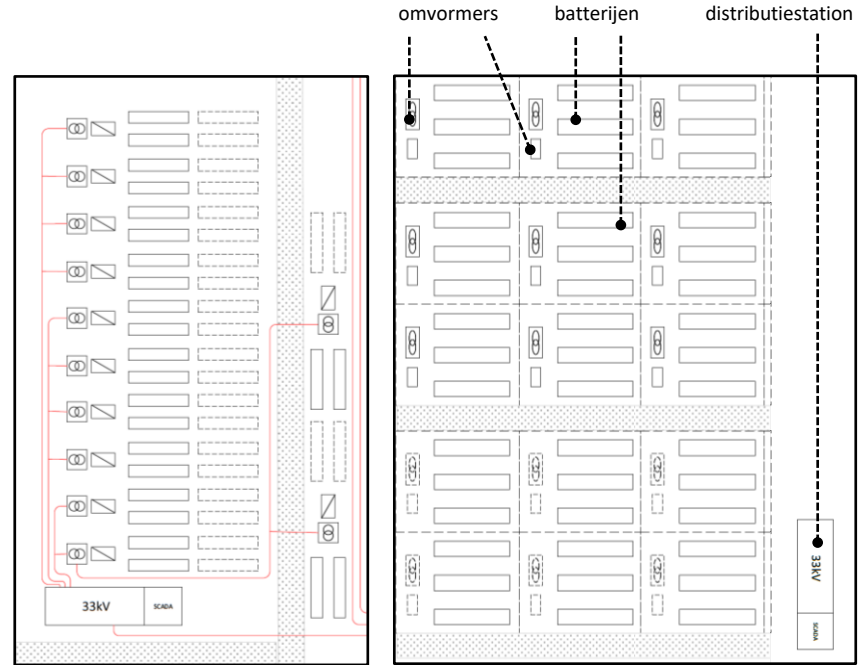 omvormers
batterijen
distributiestation
33kV
SCADA
33kV
SCADA